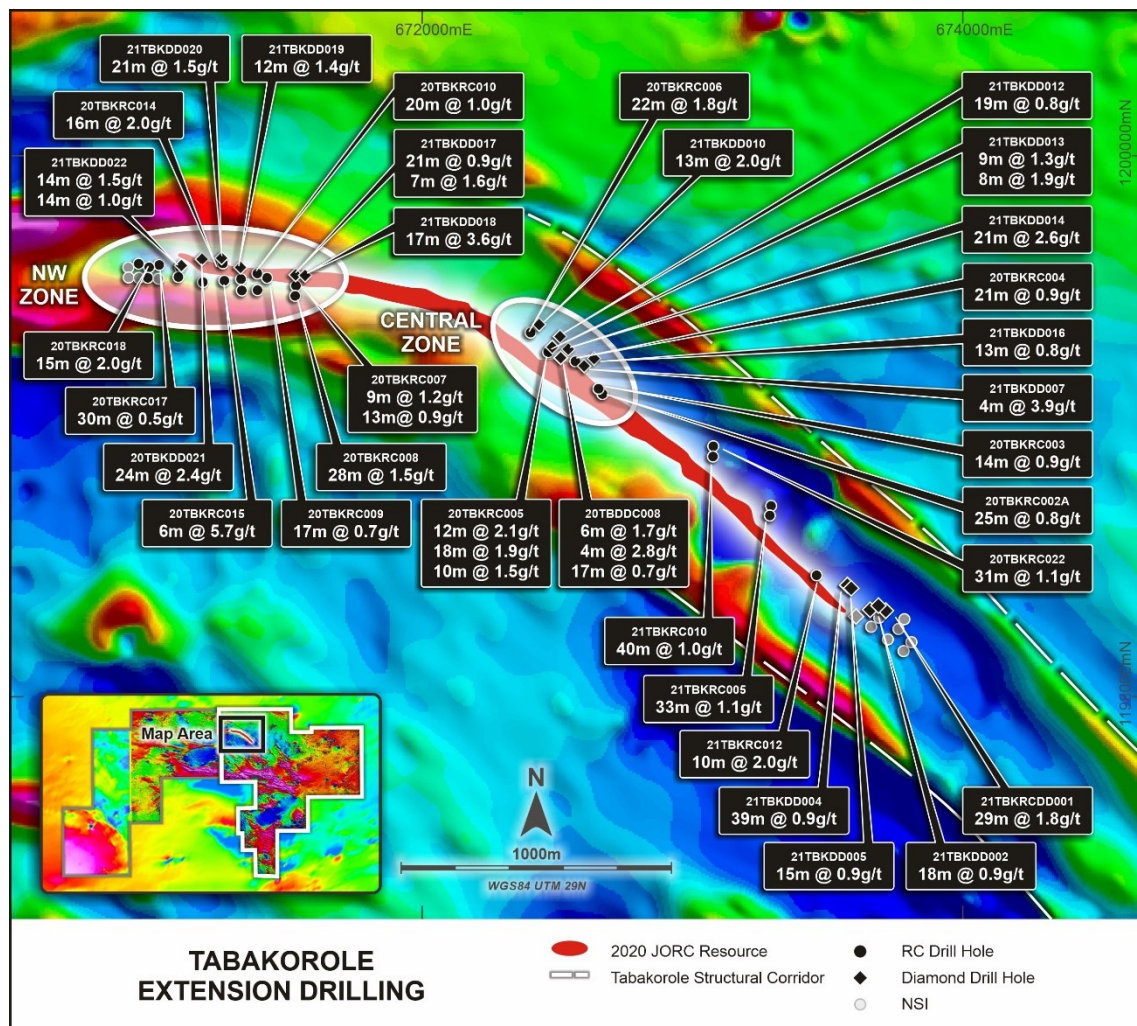 672000mE
674000mE
1200000mN
21TBKDD020
21m @ 1.5g/t
21TBKDD019
12m @ 1.4g/t
20TBKRC014
16m @ 2.0g/t
20TBKRC010
20m @ 1.0g/t
21TBKDD022
14m @ 1.5g/t
14m @ 1.0g/t
21TBKDD017
21m @ 0.9g/t
7m @ 1.6g/t
21TBKDD018
17m @ 3.6g/t
20TBKRC006
22m @ 1.8g/t
21TBKDD010
13m @ 2.0g/t
21TBKDD012
19m @ 0.8g/t
21TBKDD013
9m @ 1.3g/t
8m @ 1.9g/t
21TBKDD014
21m @ 2.6g/t
20TBKRC004
21m @ 0.9g/t
21TBKDD016
13m @ 0.8g/t
21TBKDD007
4m @ 3.9g/t
20TBKRC003
14m @ 0.9g/t
20TBKRC002A
25m @ 0.8g/t
20TBKRC022
31m @ 1.1g/t
NW
ZONE
CENTRAL
ZONE
20TBKRC018
15m @ 2.0g/t
20TBKRC017
30m @ 0.5g/t
20TBKDD021
24m @ 2.4g/t
20TBKRC015
6m @ 5.7g/t
20TBKRC009
17m @ 0.7g/t
20TBKRC008
28m @ 1.5g/t
20TBKRC007
9m @ 1.2g/t
13m@ 0.9g/t
20TBKRC005
12m @ 2.1g/t
18m @ 1.9g/t
10m @ 1.5g/t
20TBDDC008
6m @ 1.7g/t
4m @ 2.8g/t
17m @ 0.7g/t
21TBKRC010
40m @ 1.0g/t
21TBKRC005
33m @ 1.1g/t
21TBKRC012
10m @ 2.0g/t
21TBKDD004
39m @ 0.9g/t
21TBKDD005
15m @ 0.9g/t
21TBKDD002
18m @ 0.9g/t
21TBKRCDD001
29m @ 1.8g/t
Map Area
N
1000m
WGS84 UTM 29N
TABAKOROLE
EXTENSION DRILLING
2020 JORC Resource
Tabakorole Structural Corridor
RC Drill Hole
Diamond Drill Hole
NSI